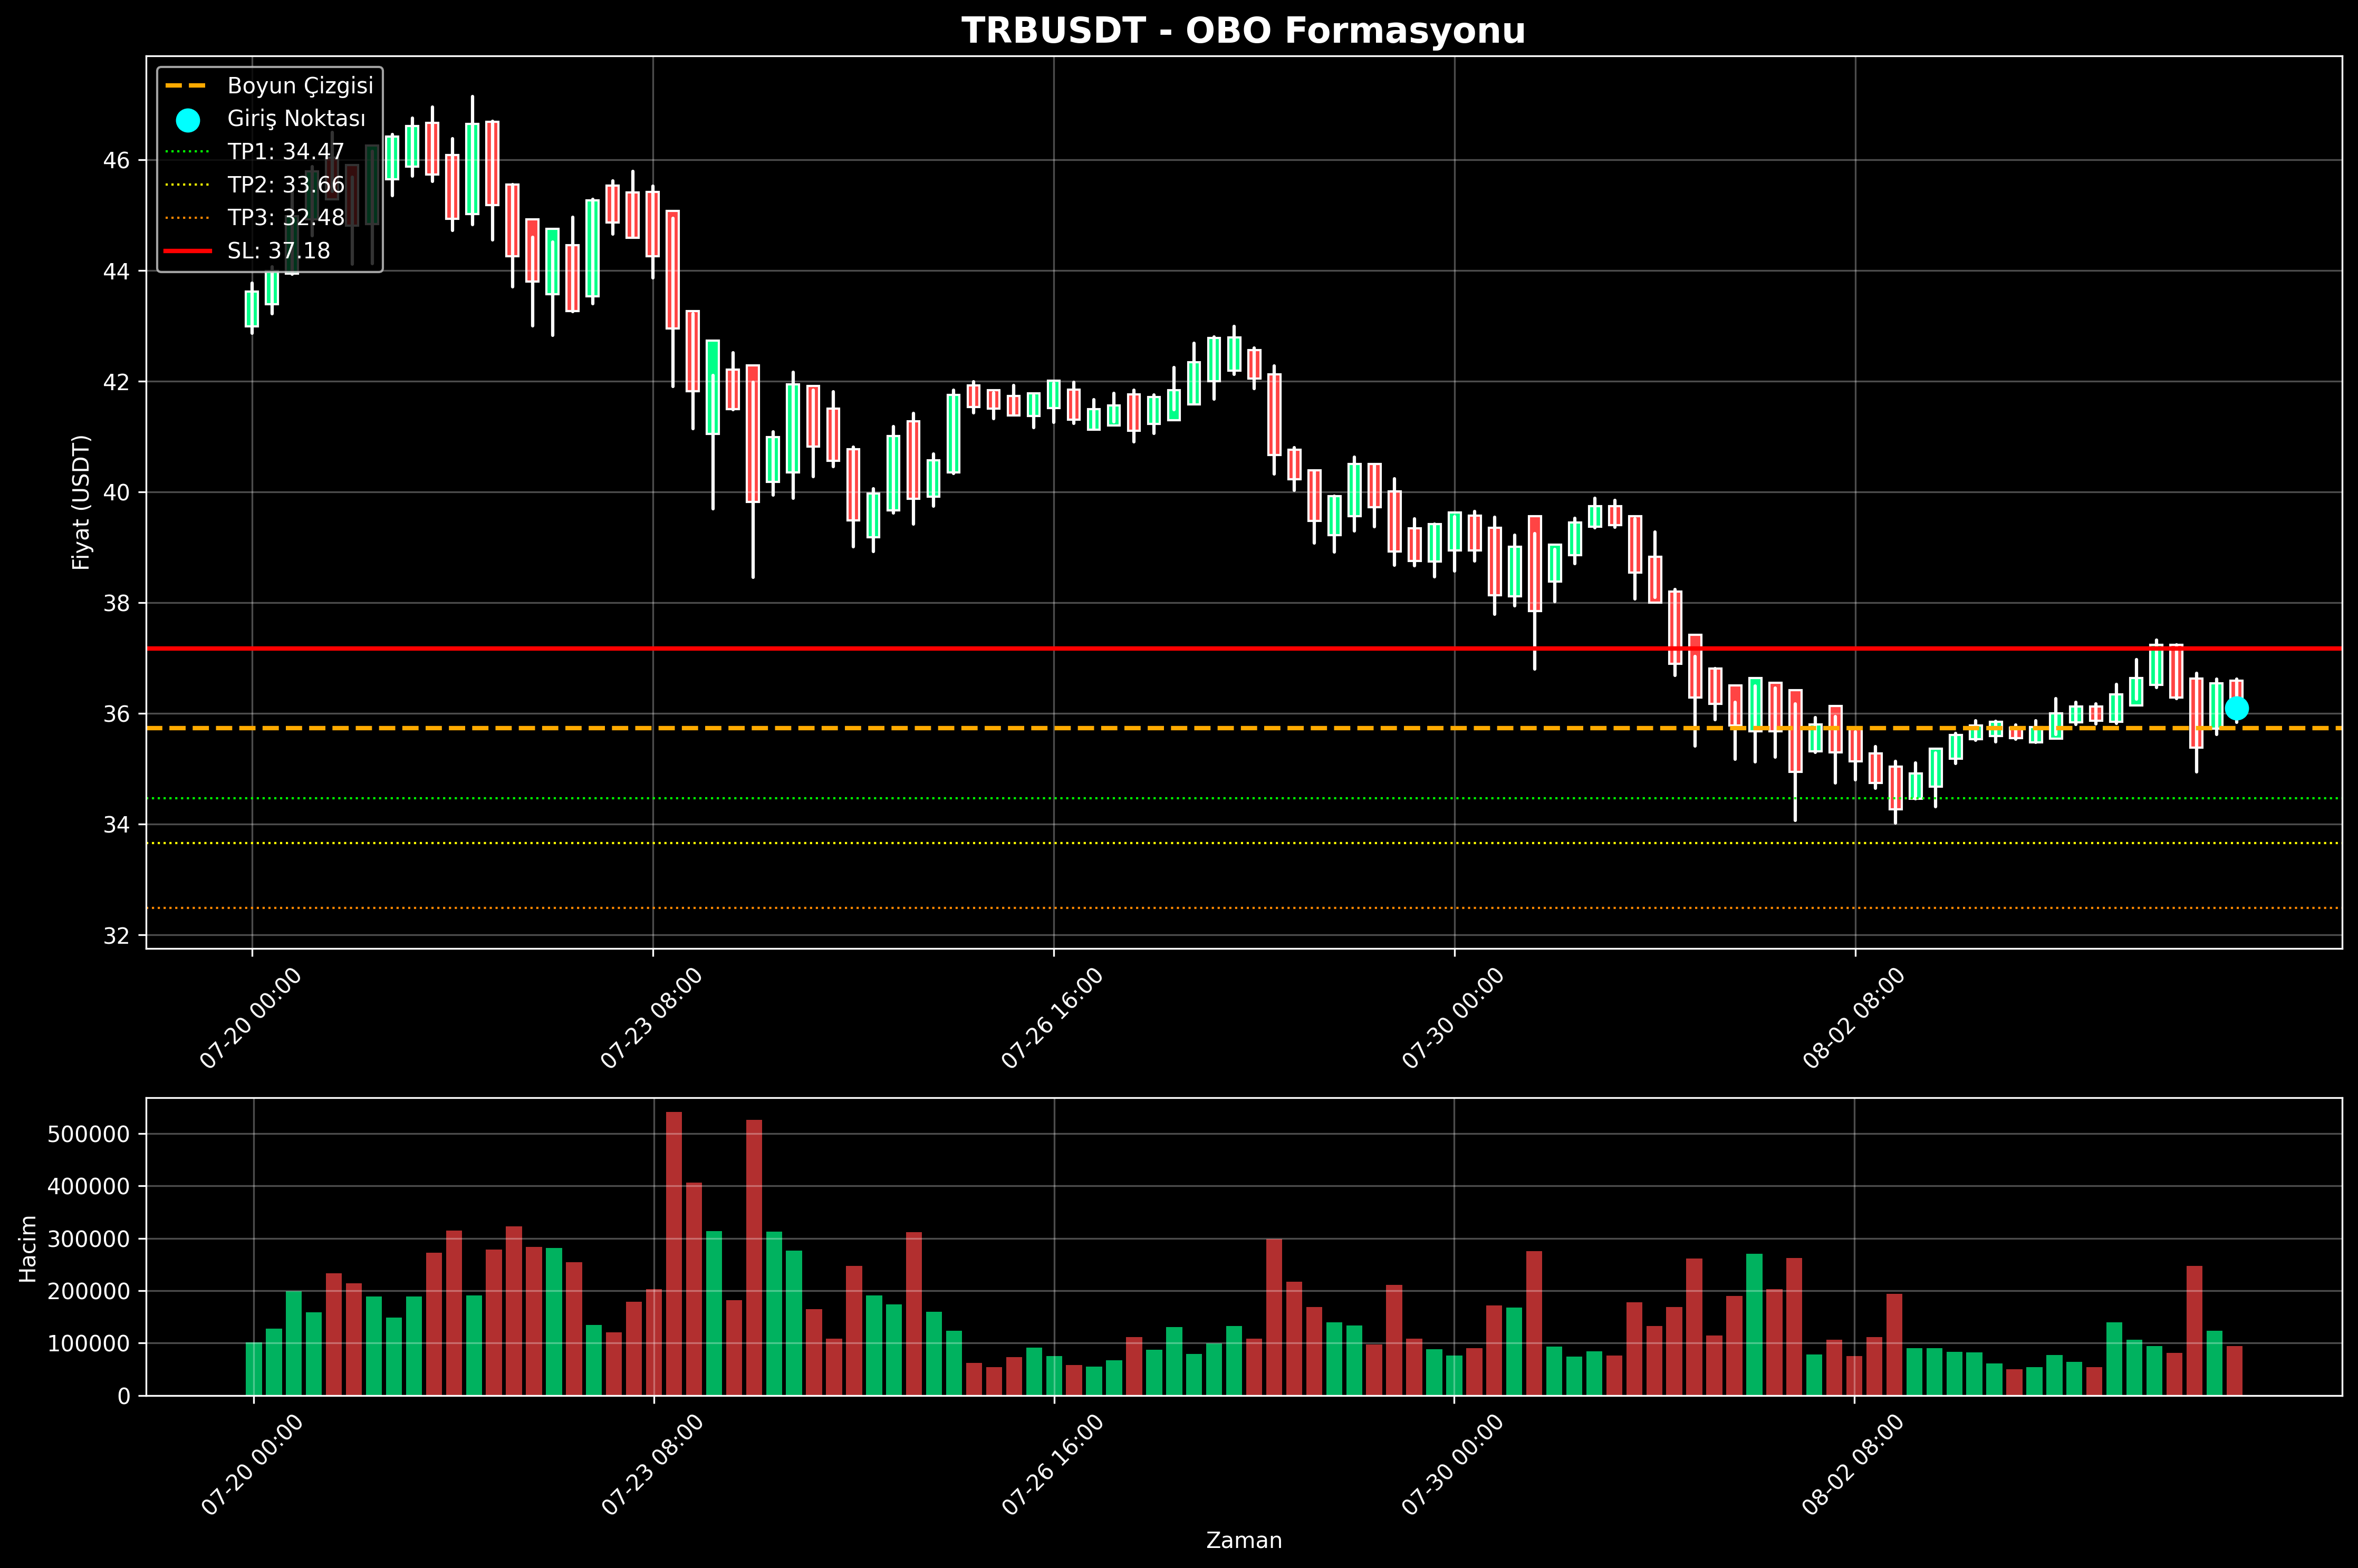 TRBUSDT - OBO Formasyonu
Boyun Çizgisi
Giriş Noktası
TP1: 34.47
TP2: 33.66
TP3: 32.48
SL: 37.18
Fiyat (USDT)
46
44
42
40
38
36
34
32
07-20 00:00
07-23 08:00
07-26 16:00
07-30 00:00
08-02 08:00
Hacim
500000
400000
300000
200000
100000
0
07-20 00:00
07-23 08:00
07-26 16:00
07-30 00:00
08-02 08:00
Zaman